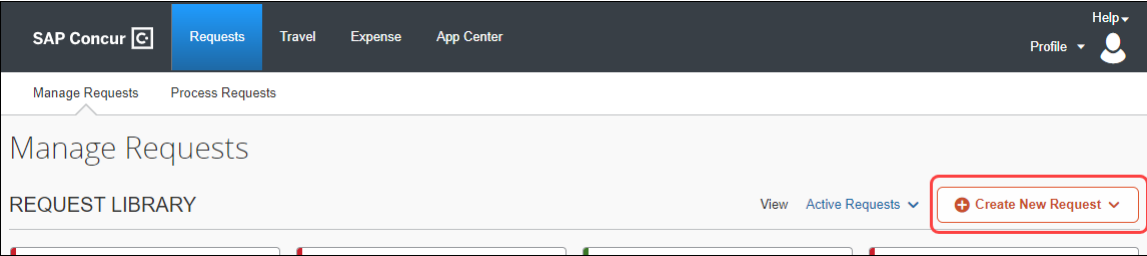 Help
SAP Concur C Requests Travel Expense App Center
Profile
Manage Requests Process Requests
Manage Requests
REQUEST LIBRARY View Active Requests Create New Request